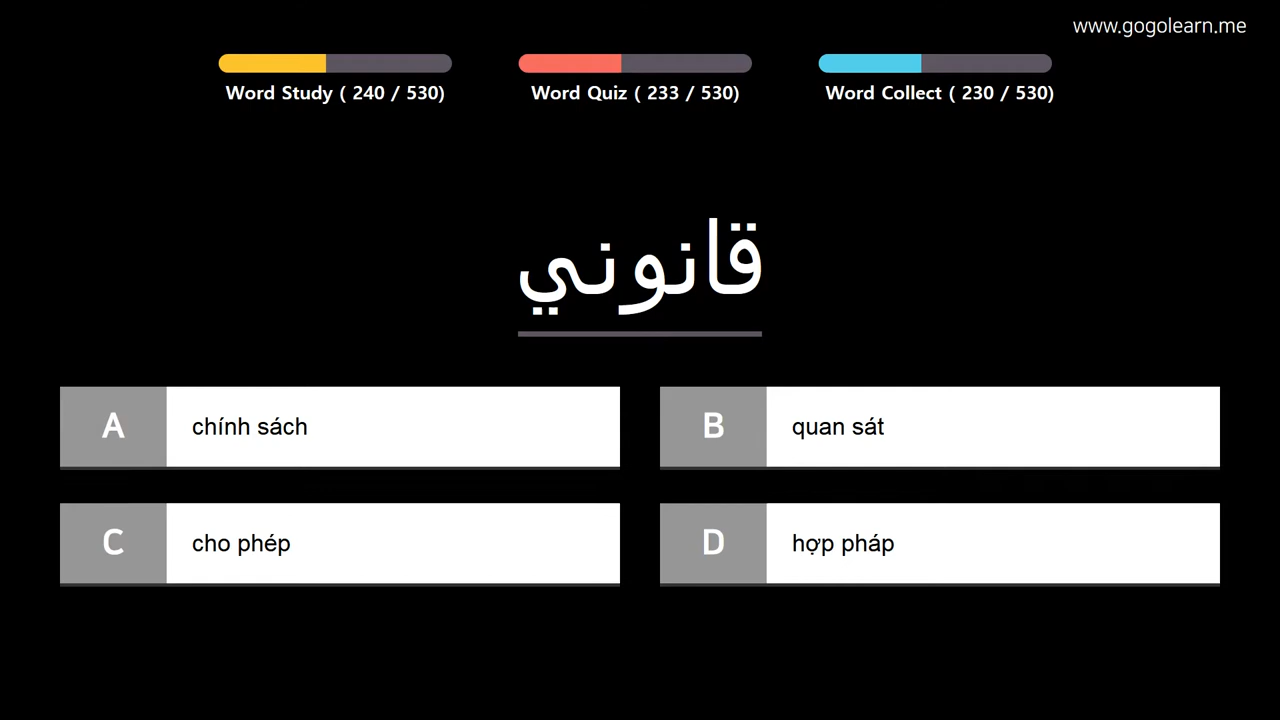 www.gogolearn.me
Word Study ( 240 / 530)
Word Quiz ( 233 / 530)
Word Collect ( 230 / 530)
قانوني
A chính sách
B quan sát
C cho phép
D hợp pháp